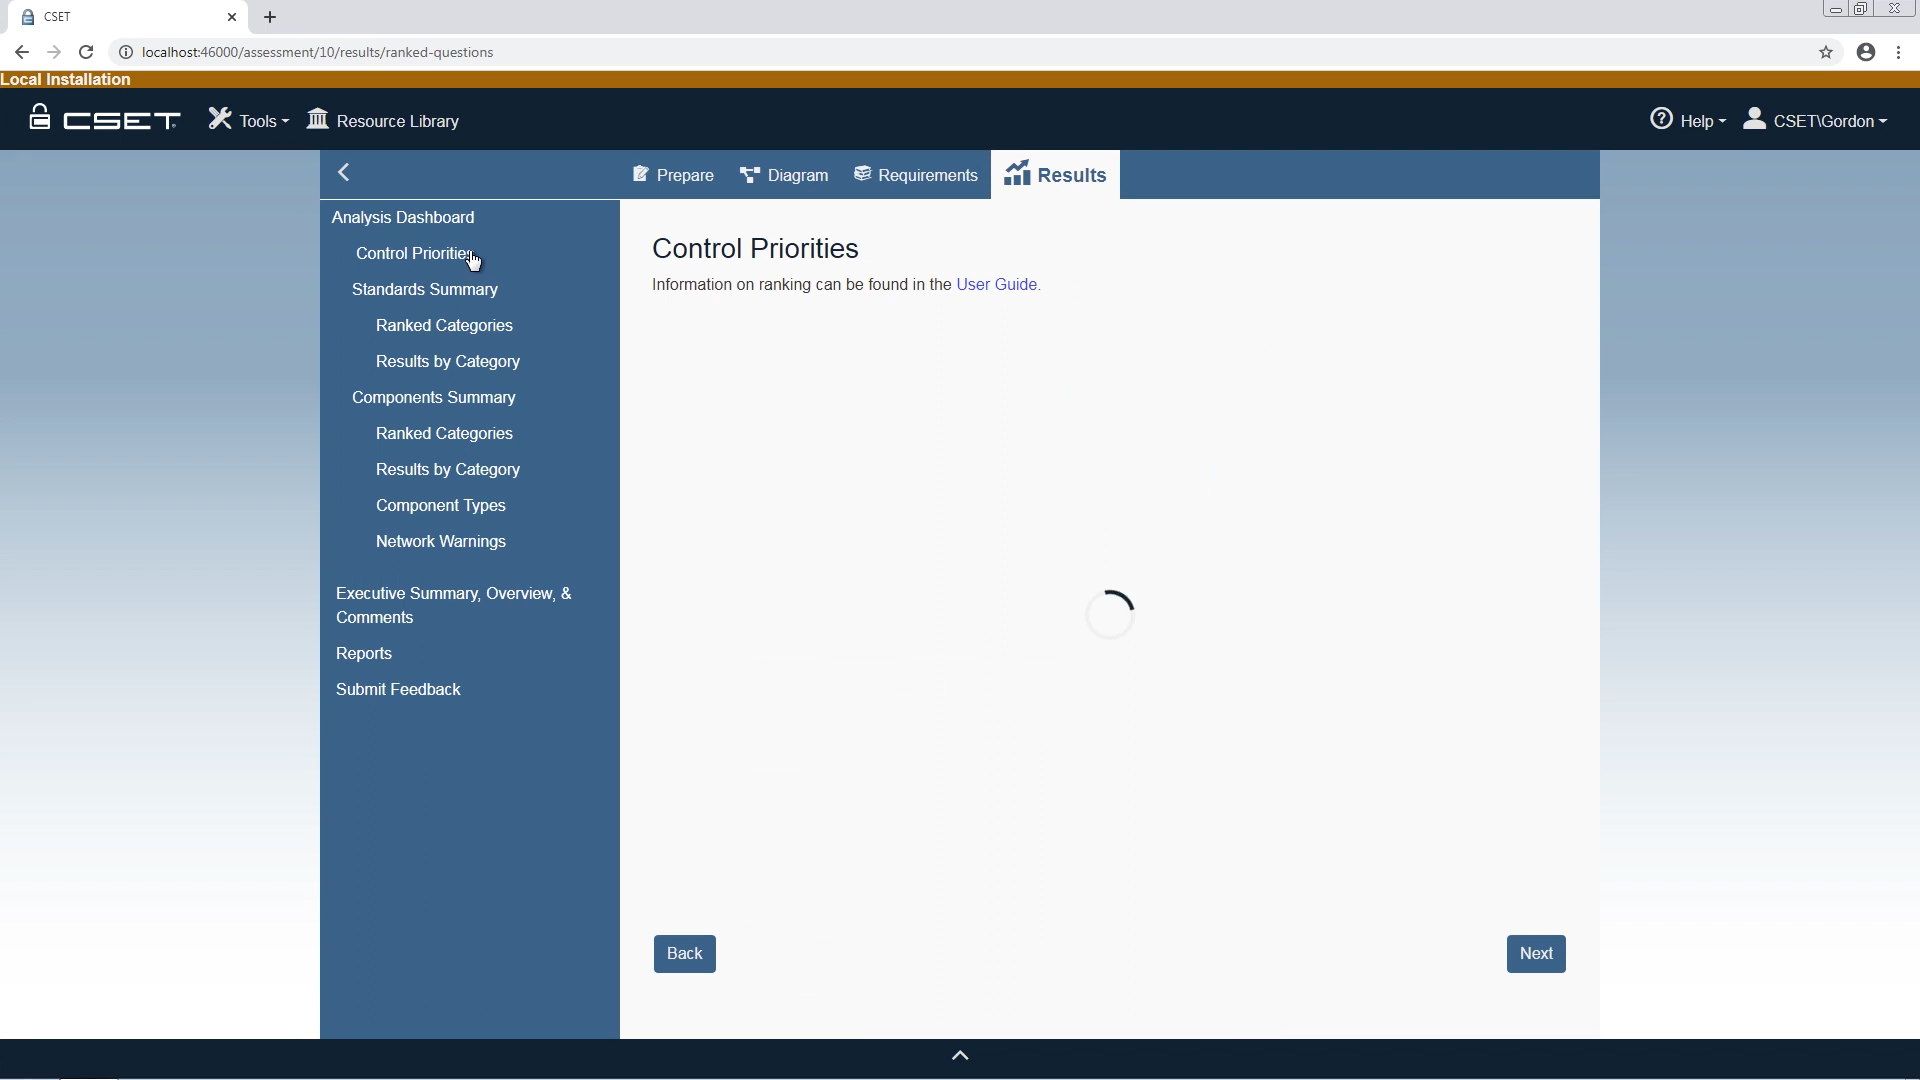 CSET
localhost:46000/assessment/10/results/ranked-questions
Local Installation
CSET Tools Resource Library Help CSET\Gordon
Prepare Diagram Requirements Results
Analysis Dashboard
Control Priorities
Standards Summary
Ranked Categories
Results by Category
Components Summary
Ranked Categories
Results by Category
Component Types
Network Warnings
Executive Summary, Overview, &
Comments
Reports
Submit Feedback
Control Priorities
Information on ranking can be found in the User Guide.
Back Next